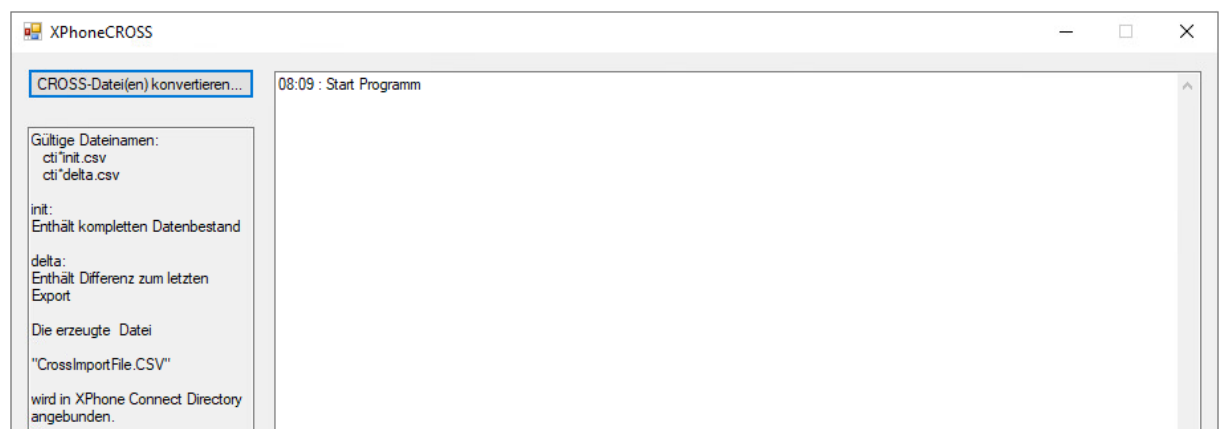 XPhoneCROSS
CROSS-Datei(en) konvertieren...
08:09 : Start Programm
Gültige Dateinamen:
cti*init.csv
cti*delta.csv
init:
Enthält kompletten Datenbestand
delta:
Enthält Differenz zum letzten
Export
Die erzeugte Datei
"CrossImportFile.CSV"
wird in XPhone Connect Directory
angebunden.